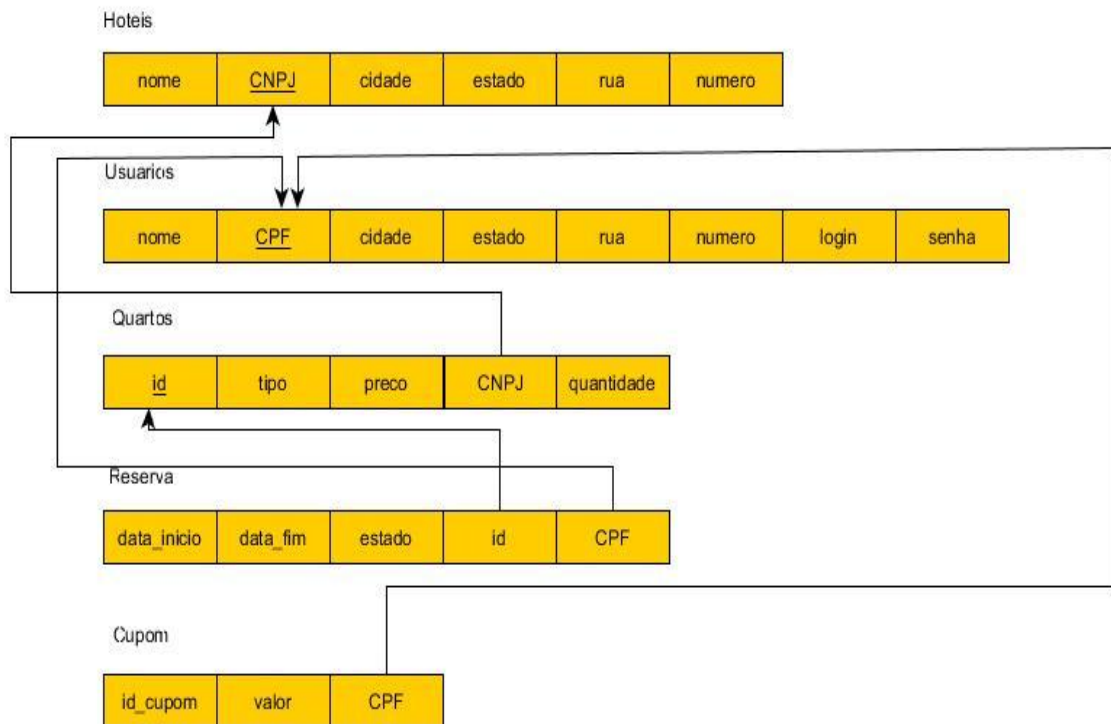 Hoteis
nome CNPJ cidade estado rua numero
Usuarios
nome CPF cidade estado rua numero login senha
Quartos
id tipo preco CNPJ quantidade
Reserva
data_inicio data_fim estado id CPF
Cupom
id_cupom valor CPF